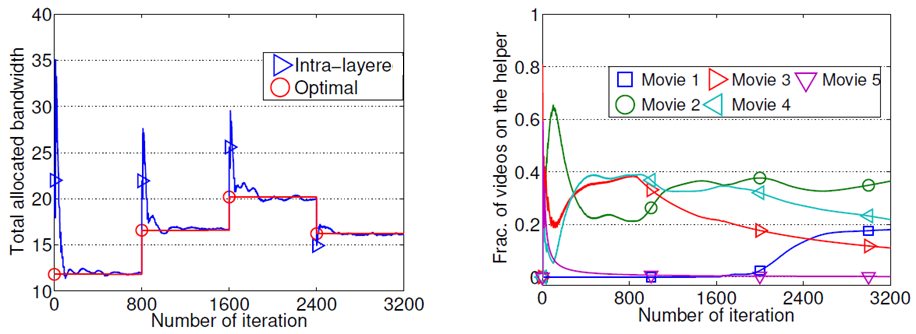 40
35
30
25
20
15
10
Total allocated bandwidth
Intra-layere
Optimal
0 800 1600 2400 3200
Number of iteration
1
0.8
0.6
0.4
0.2
0
Frac. of videos on the helper
Movie 1 Movie 3 Movie 5
Movie 2 Movie 4
0 800 1600 2400 3200
Number of iteration